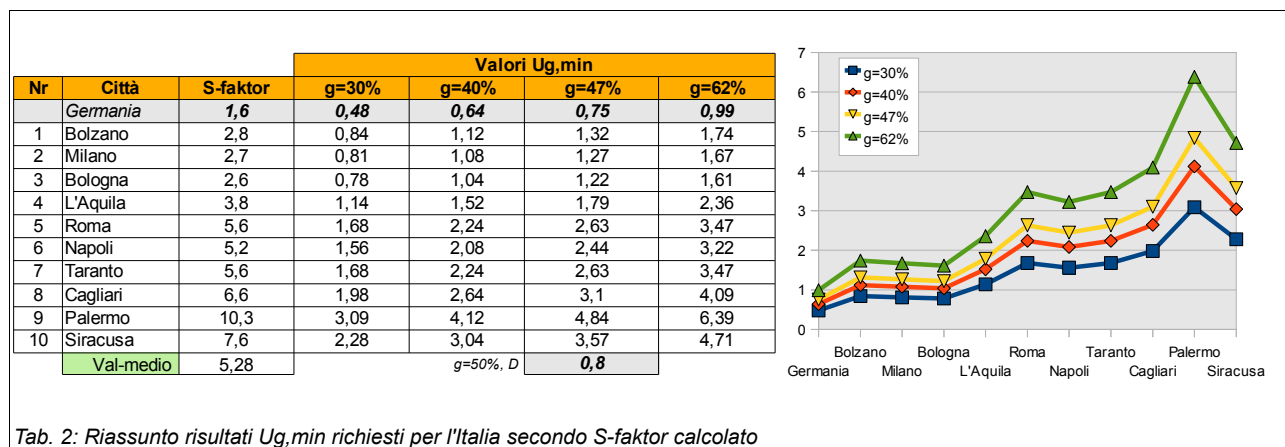 Valori Ug,min
Nr Città S-faktor g=30% g=40% g=47% g=62%
Germania 1,6 0,48 0,64 0,75 0,99
1 Bolzano 2,8 0,84 1,12 1,32 1,74
2 Milano 2,7 0,81 1,08 1,27 1,67
3 Bologna 2,6 0,78 1,04 1,22 1,61
4 L'Aquila 3,8 1,14 1,52 1,79 2,36
5 Roma 5,6 1,68 2,24 2,63 3,47
6 Napoli 5,2 1,56 2,08 2,44 3,22
7 Taranto 5,6 1,68 2,24 2,63 3,47
8 Cagliari 6,6 1,98 2,64 3,1 4,09
9 Palermo 10,3 3,09 4,12 4,84 6,39
10 Siracusa 7,6 2,28 3,04 3,57 4,71
Val-medio 5,28 g=50%, D 0,8
7
6
5
4
3
2
1
0
g=30%
g=40%
g=47%
g=62%
Bolzano Bologna Roma Taranto Palermo
Germania Milano L'Aquila Napoli Cagliari Siracusa
Tab. 2: Riassunto risultati Ug,min richiesti per l'Italia secondo S-faktor calcolato